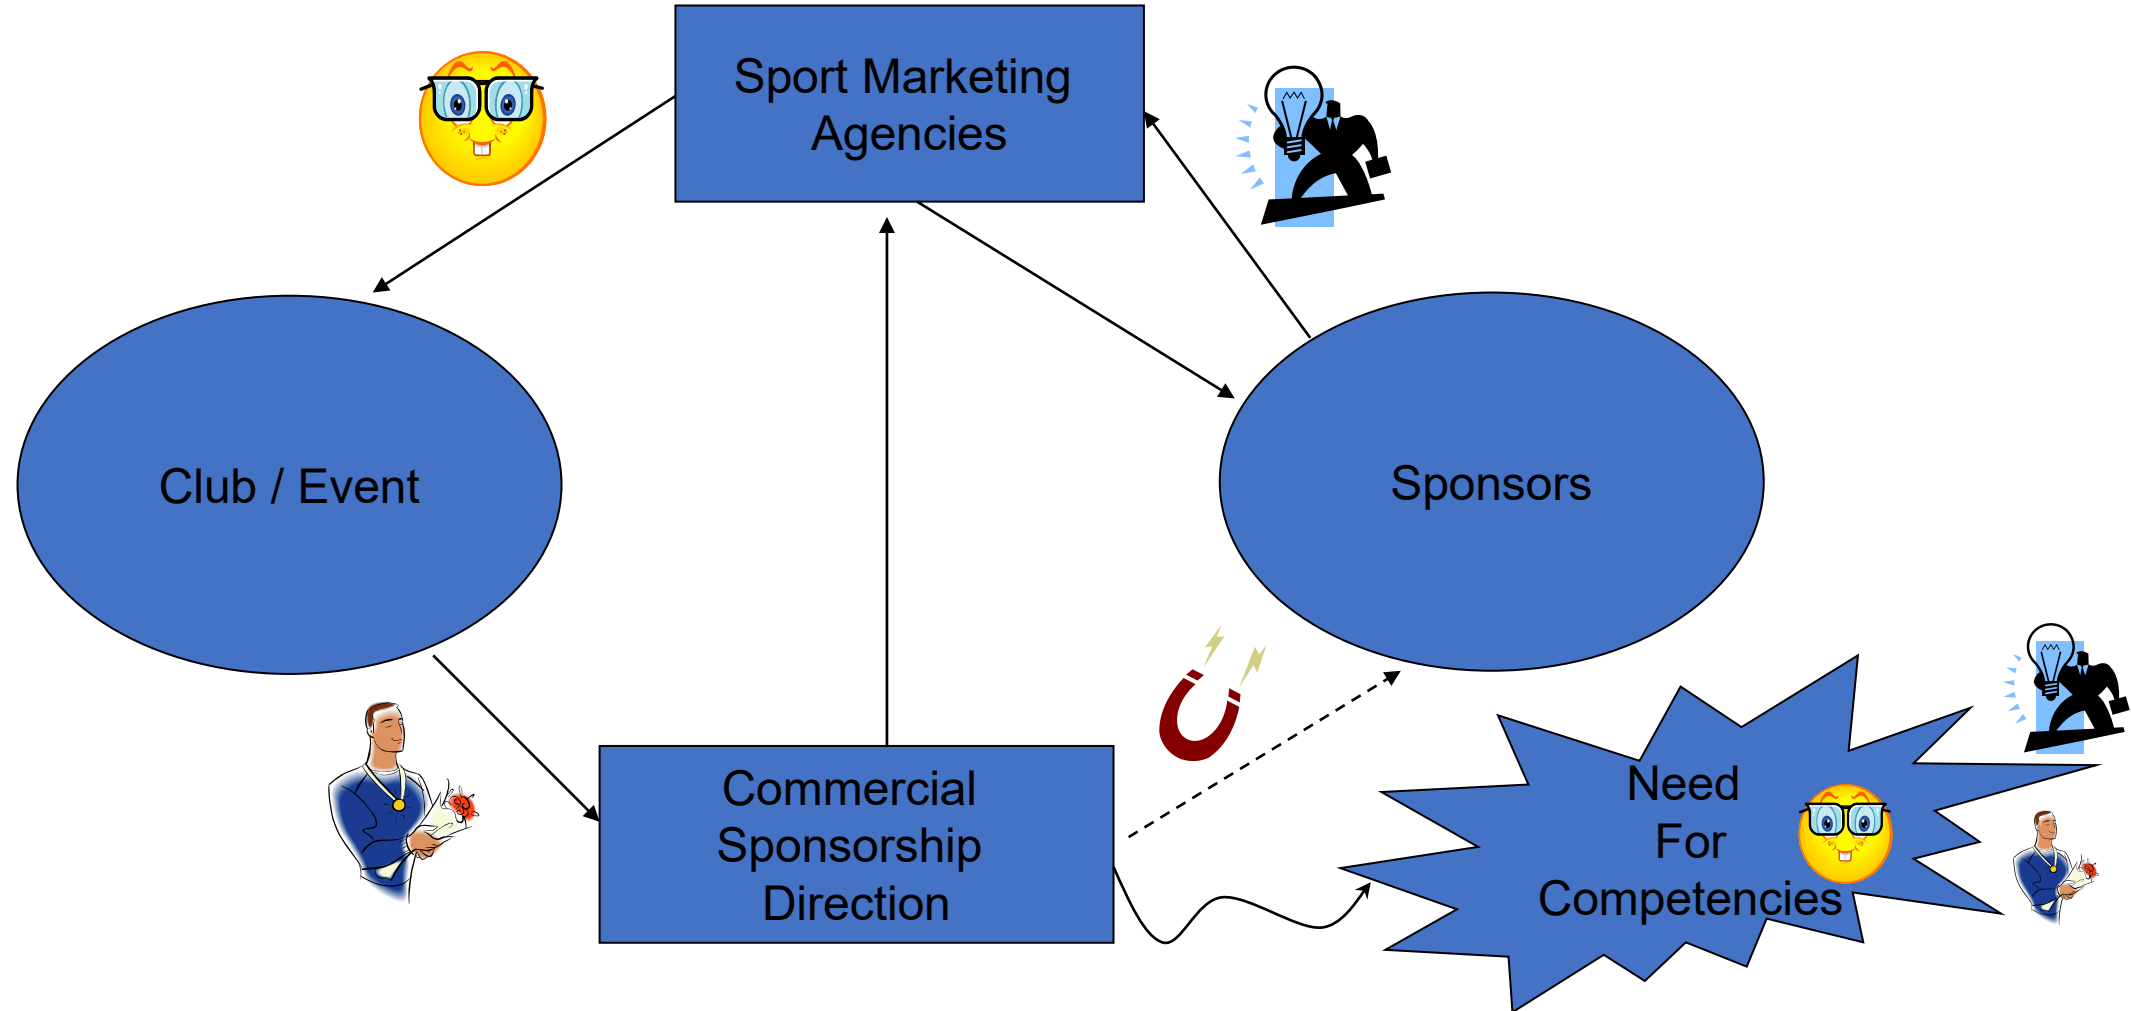 Sport Marketing
Agencies
Club / Event
Sponsors
Commercial
Sponsorship
Direction
Need
For
Competencies